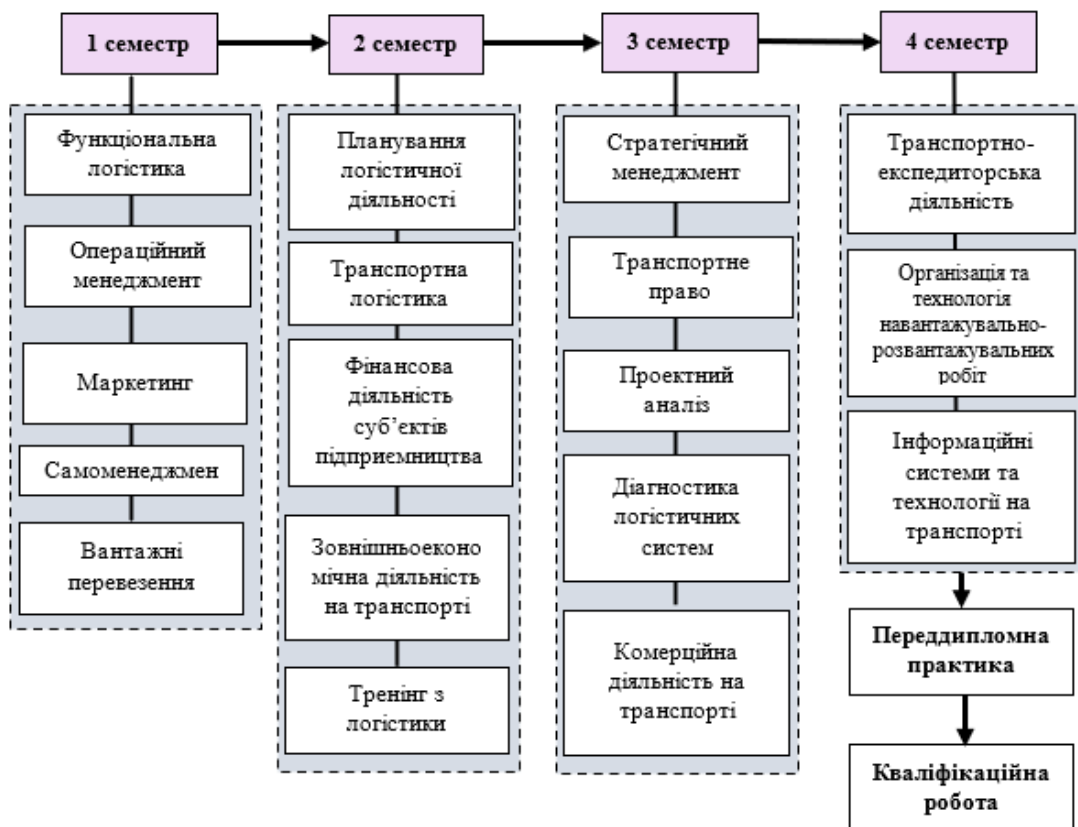 1 семестр
2 семестр
3 семестр
4 семестр
Функціональна
логістика
Операційний
менеджмент
Маркетинг
Самоменеджмен
Вантажні
перевезення
Планування
логістичної
діяльності
Транспортна
логістика
Фінансова
діяльність
суб’єктів
підприємництва
Зовнішньоеконо
мічна діяльність
на транспорті
Тренінг з
логістики
Стратегічний
менеджмент
Транспортне
право
Проектний
аналіз
Діагностика
логістичних
систем
Комерційна
діяльність на
транспорті
Транспортно-
експедиторська
діяльність
Організація та
технологія
навантажувально-
розвантажувальних
робіт
Інформаційні
системи та
технології на
транспорті
Переддипломна
практика
Кваліфікаційна
робота